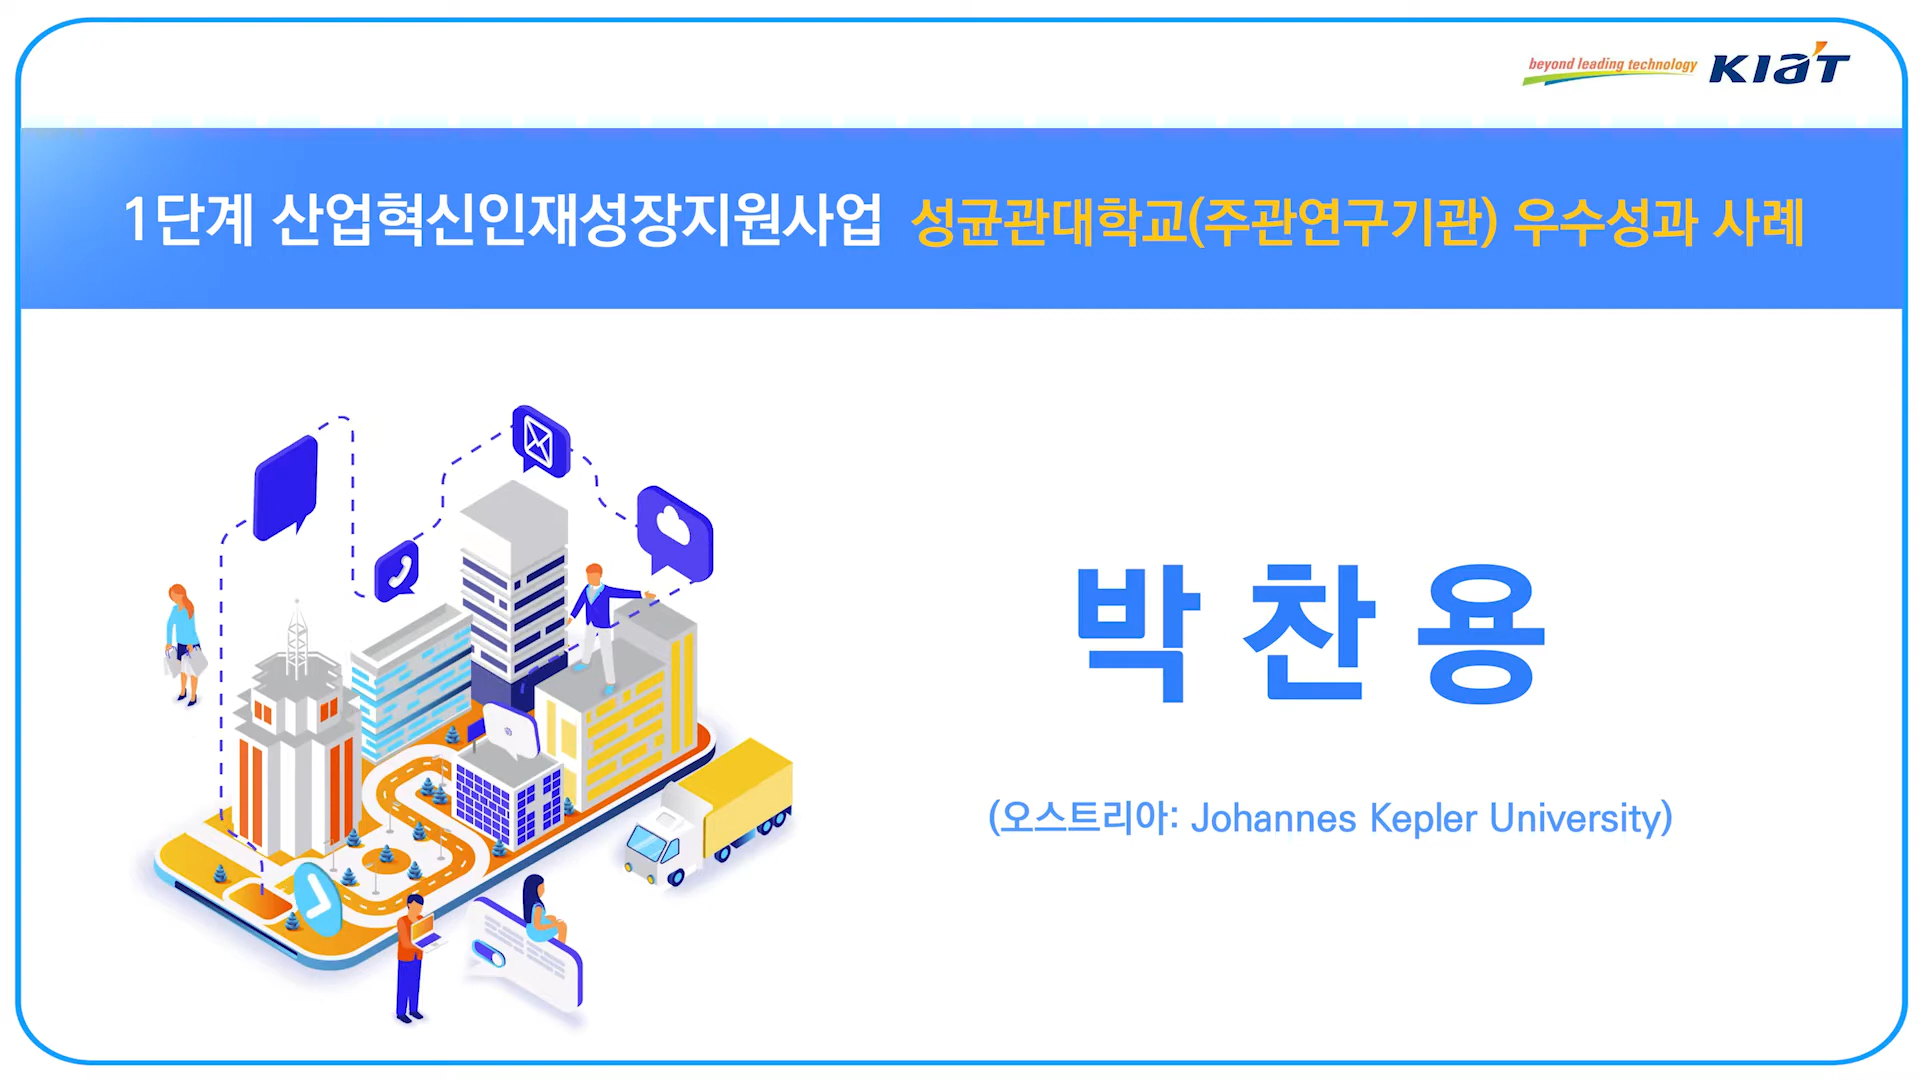 beyond leading technology KIAT
1단계 산업혁신인재성장지원사업 성균관대학교(주관연구기관) 우수성과 사례
박찬용
(오스트리아: Johannes Kepler University)